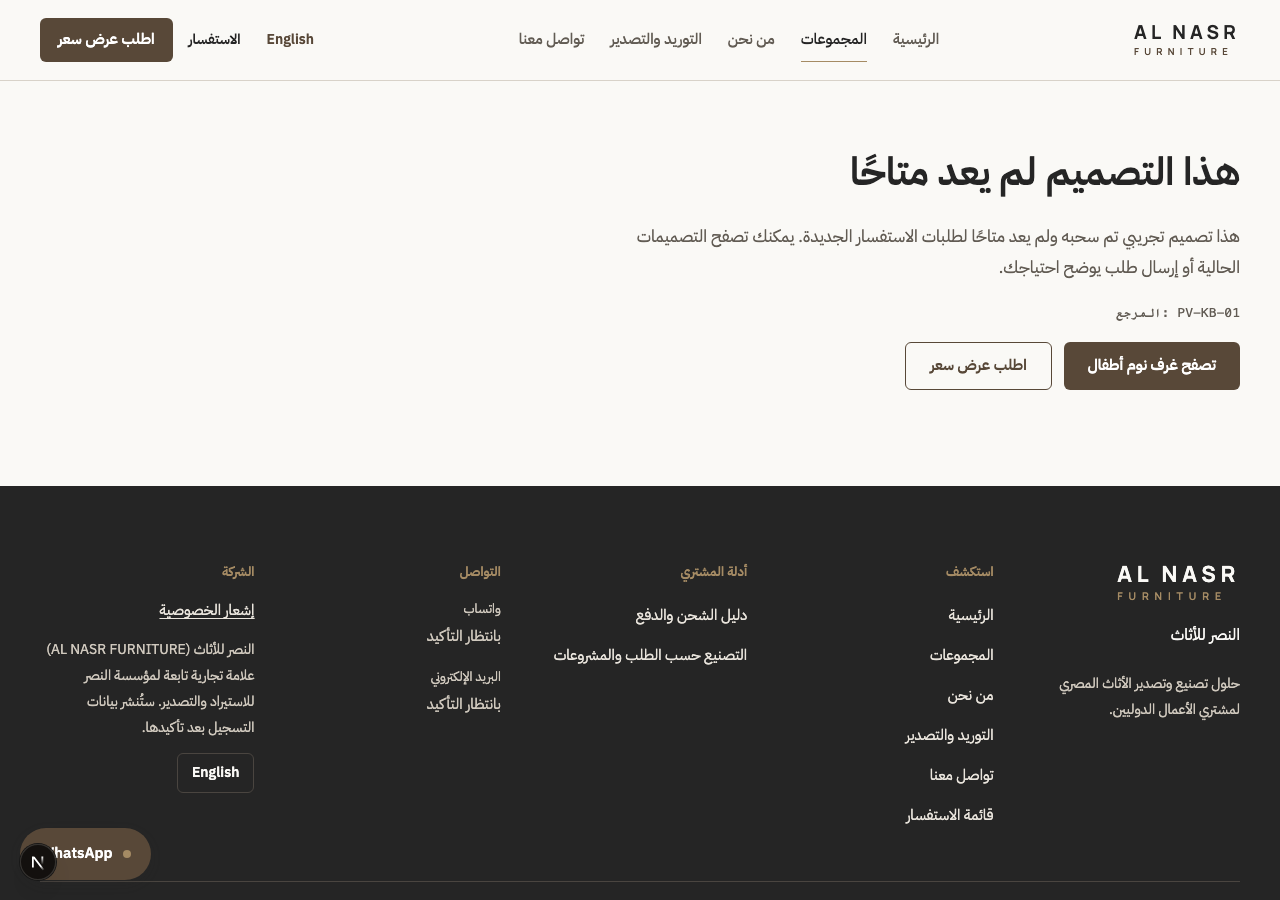 AL NASR
FURNITURE
الرئيسية
المجموعات
من نحن
التوريد والتصدير
تواصل معنا
English
الاستفسار
اطلب عرض سعر
هذا التصميم لم يعد متاحًا
هذا تصميم تجريبي تم سحبه ولم يعد متاحًا لطلبات الاستفسار الجديدة. يمكنك تصفح التصميمات
الحالية أو إرسال طلب يوضح احتياجك.
PV-KB-01 :المرجع
تصفح غرف نوم أطفال
اطلب عرض سعر
AL NASR
FURNITURE
النصر للأثاث
حلول تصنيع وتصدير الأثاث المصري
لمشتري الأعمال الدوليين.
استكشف
الرئيسية
المجموعات
من نحن
التوريد والتصدير
تواصل معنا
قائمة الاستفسار
أدلة المشتري
دليل الشحن والدفع
التصنيع حسب الطلب والمشروعات
التواصل
واتساب
بانتظار التأكيد
البريد الإلكتروني
بانتظار التأكيد
الشركة
إشعار الخصوصية
النصر للأثاث (AL NASR FURNITURE)
علامة تجارية تابعة لمؤسسة النصر
للاستيراد والتصدير. ستُنشر بيانات
التسجيل بعد تأكيدها.
English
hatsApp
N